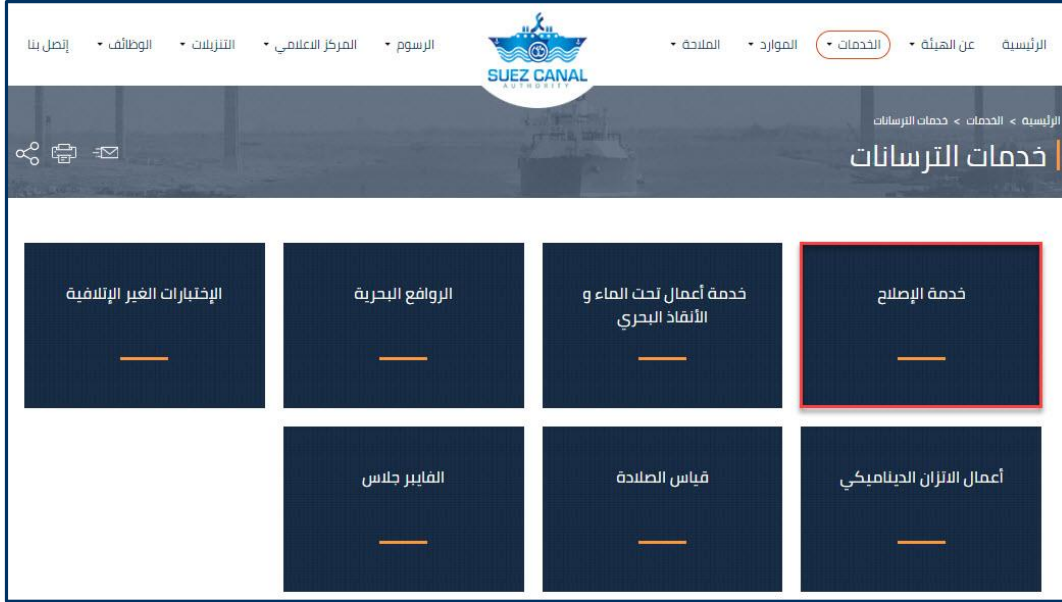 الرئيسية
عن الهيئة
الخدمات
الموارد
الملاحة
SUEZ CANAL
AUTHORITY
الرسوم
المركز الاعلامي
التنزيلات
الوظائف
إتصل بنا
الرئيسية > الخدمات > خدمات الترسانات
خدمات الترسانات
خدمة الإصلاح
خدمة أعمال تحت الماء و
الأنقاذ البحري
الروافع البحرية
الإختبارات الغير الإتلافية
أعمال الاتزان الديناميكي
قياس الصلادة
الفايبر جلاس